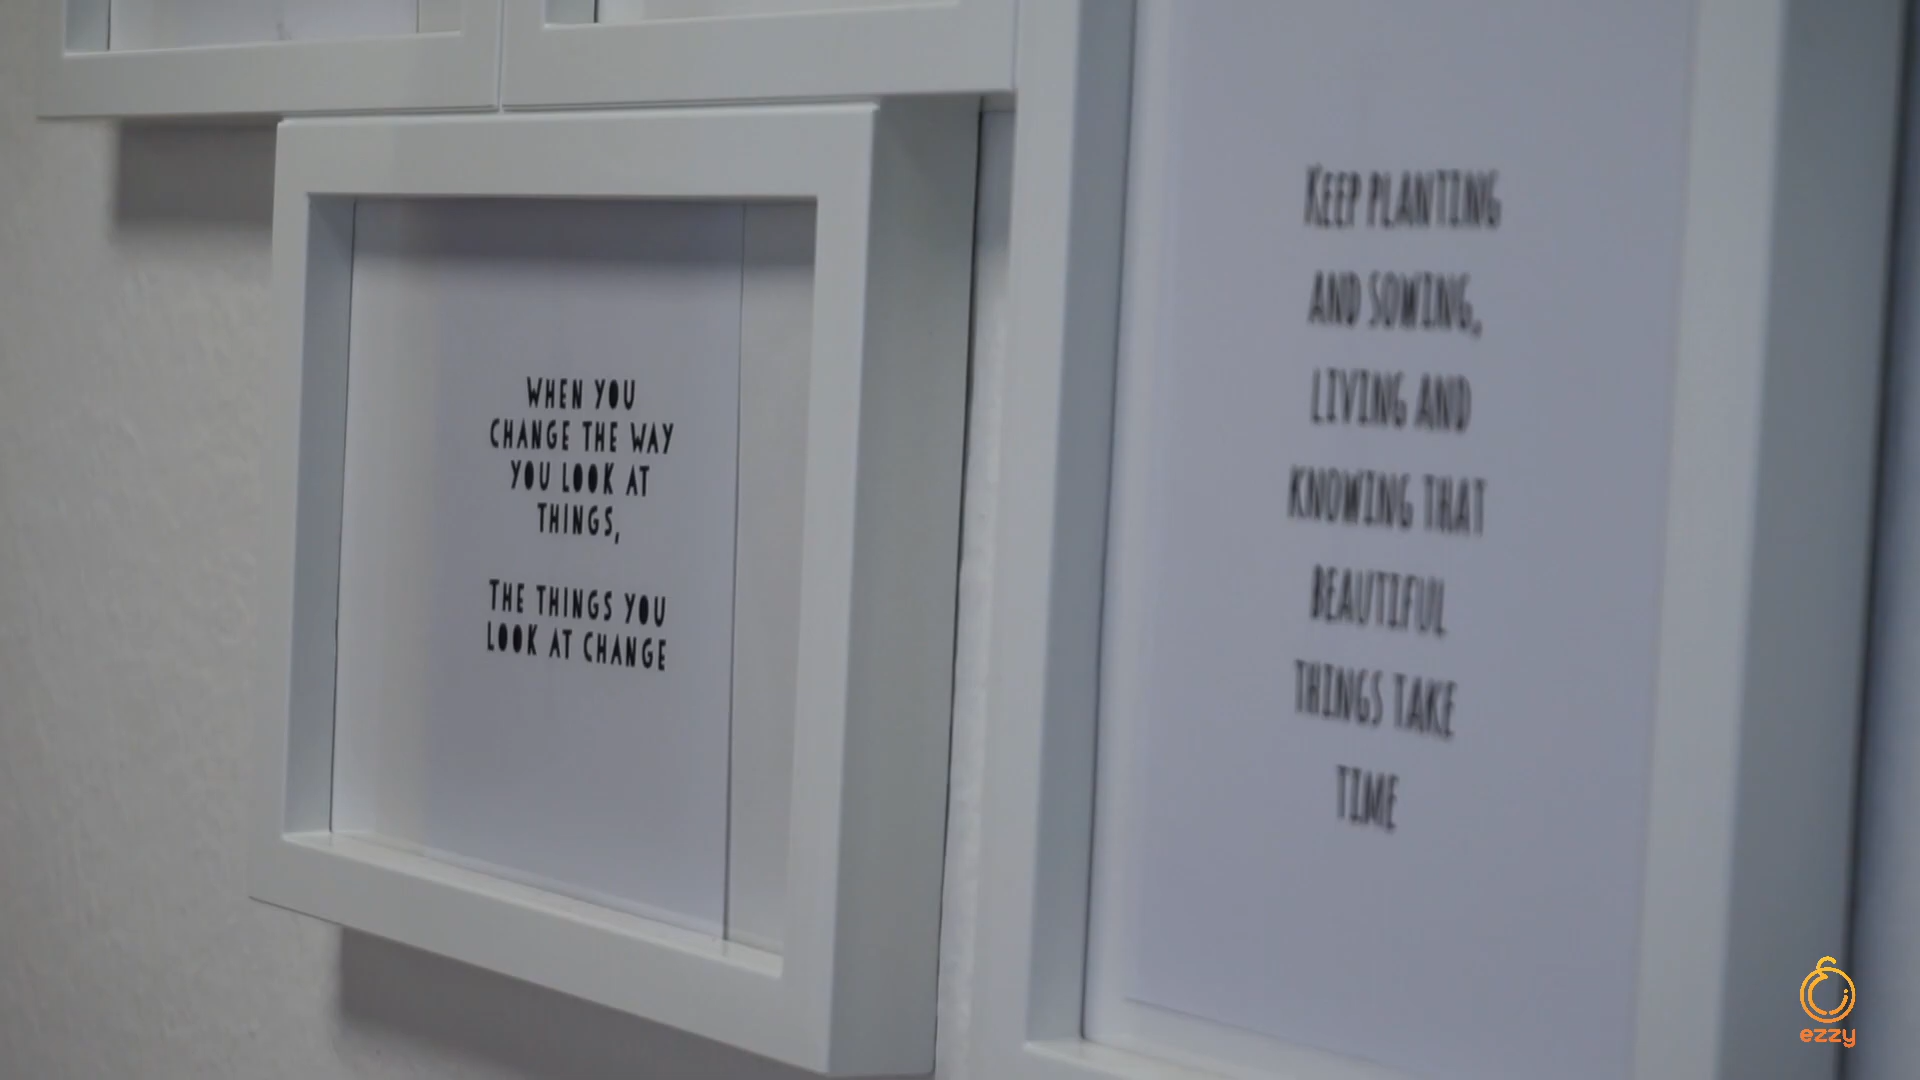 WHEN YOU
CHANGE THE WAY
YOU LOOK AT
THINGS,
THE THINGS YOU
LOOK AT CHANGE
KEEP PLANTING
AND SOWING,
LIVING AND
KNOWING THAT
BEAUTIFUL
THINGS TAKE
TIME
ezzy